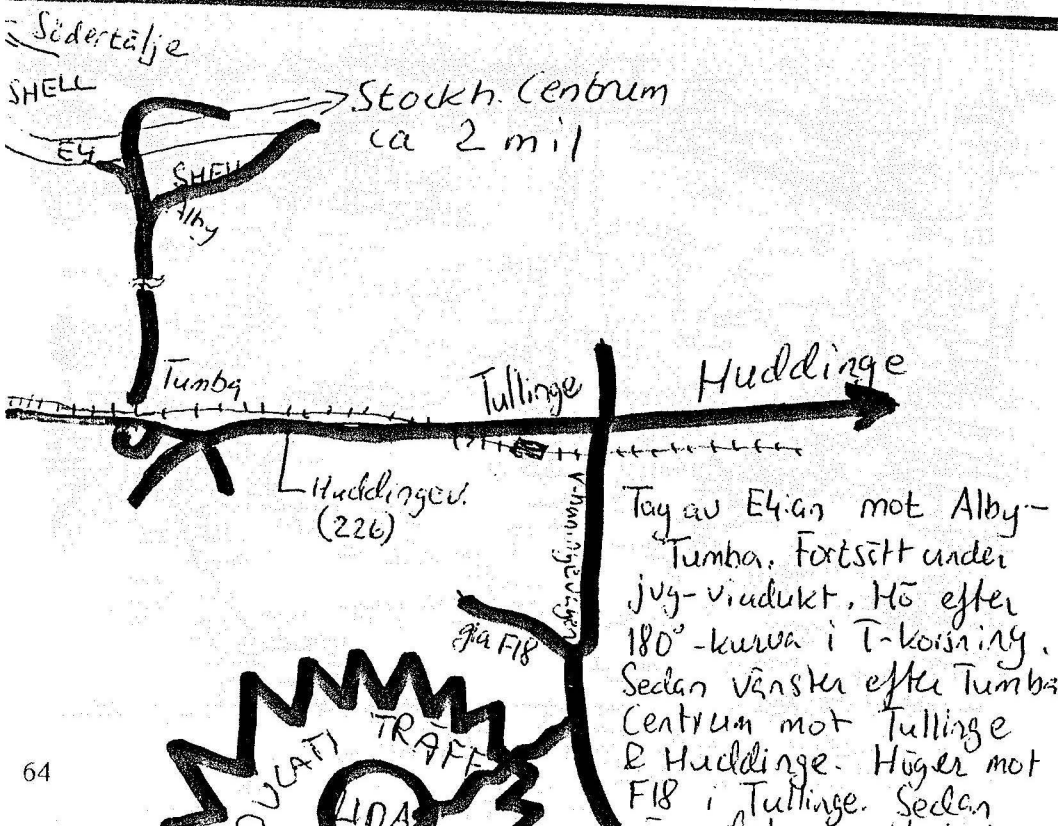 Södertälje
SHELL
Stockh. Centrum
ca 2 mil
E4
SHELL
Alby
Tumba
Tullinge
Huddinge
Huddingev.
(226)
Tag av E4:an mot Alby-
Tumba. Fortsätt under
jvg-viadukt. Hö efter
180°-kurva i T-korsning.
Sedan vänster efter Tumba
Centrum mot Tullinge
& Huddinge. Höger mot
F18 i Tullinge. Sedan
gla F18
DUCATI TRÄFF
64